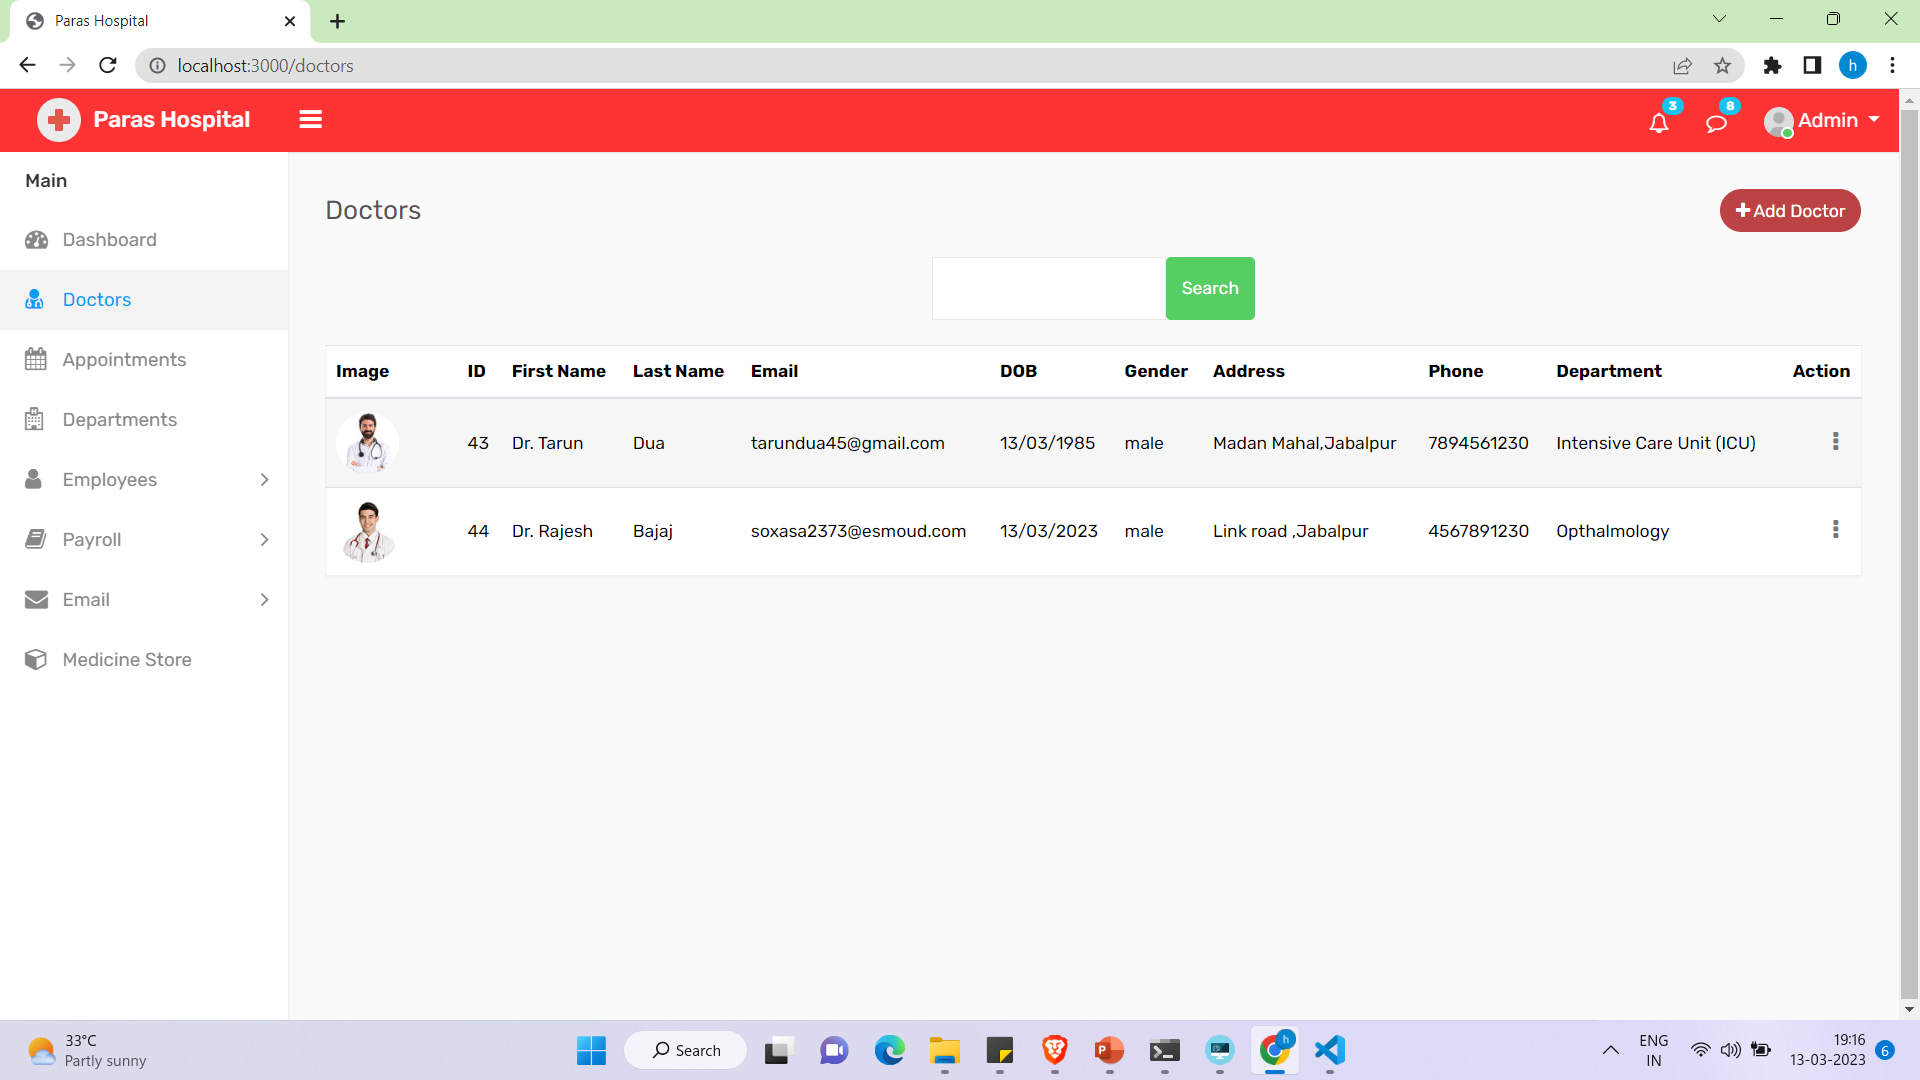 Paras Hospital
localhost:3000/doctors
h
Paras Hospital
3
8
Admin
Main
Dashboard
Doctors
Appointments
Departments
Employees
Payroll
Email
Medicine Store
Doctors
Add Doctor
Search
Image ID First Name Last Name Email DOB Gender Address Phone Department Action
43 Dr. Tarun Dua tarundua45@gmail.com 13/03/1985 male Madan Mahal,Jabalpur 7894561230 Intensive Care Unit (ICU)
44 Dr. Rajesh Bajaj soxasa2373@esmoud.com 13/03/2023 male Link road ,Jabalpur 4567891230 Opthalmology
33°C
Partly sunny
Search
P
h
ENG
IN
19:16
13-03-2023
6